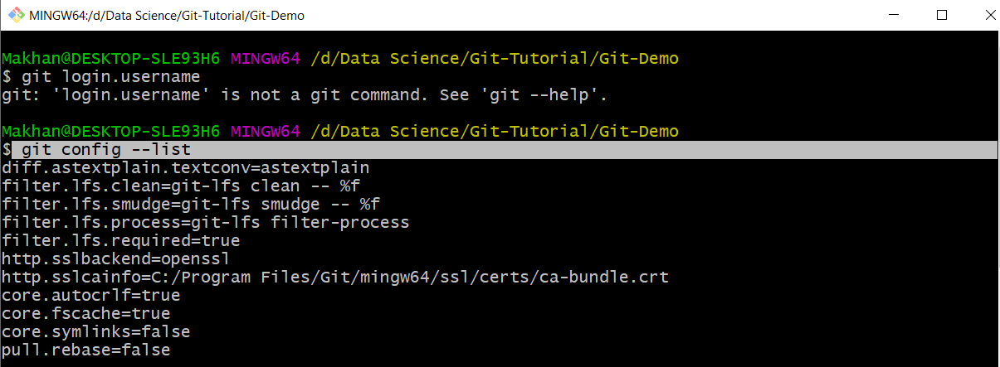 MINGW64:/d/Data Science/Git-Tutorial/Git-Demo
Makhan@DESKTOP-SLE93H6 MINGW64 /d/Data Science/Git-Tutorial/Git-Demo
$ git login.username
git: 'login.username' is not a git command. See 'git --help'.
Makhan@DESKTOP-SLE93H6 MINGW64 /d/Data Science/Git-Tutorial/Git-Demo
$ git config --list
diff.astextplain.textconv=astextplain
filter.lfs.clean=git-lfs clean -- %f
filter.lfs.smudge=git-lfs smudge -- %f
filter.lfs.process=git-lfs filter-process
filter.lfs.required=true
http.sslbackend=openssl
http.sslcainfo=C:/Program Files/Git/mingw64/ssl/certs/ca-bundle.crt
core.autocrlf=true
core.fscache=true
core.symlinks=false
pull.rebase=false